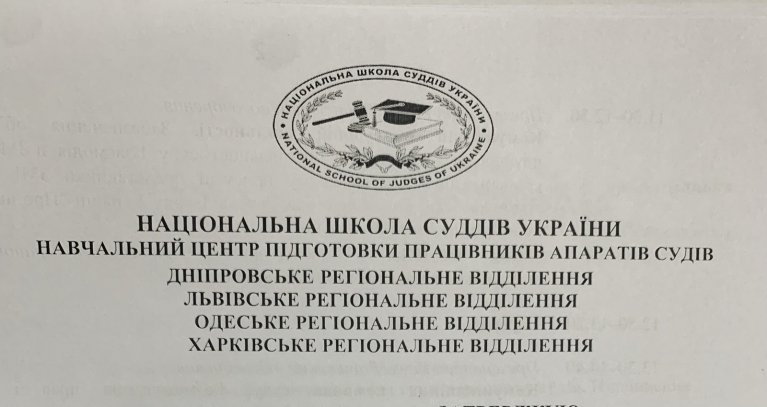 НАЦІОНАЛЬНА ШКОЛА СУДДІВ УКРАЇНИ
NATIONAL SCHOOL OF JUDGES OF UKRAINE
НАЦІОНАЛЬНА ШКОЛА СУДДІВ УКРАЇНИ
НАВЧАЛЬНИЙ ЦЕНТР ПІДГОТОВКИ ПРАЦІВНИКІВ АПАРАТІВ СУДІВ
ДНІПРОВСЬКЕ РЕГІОНАЛЬНЕ ВІДДІЛЕННЯ
ЛЬВІВСЬКЕ РЕГІОНАЛЬНЕ ВІДДІЛЕННЯ
ОДЕСЬКЕ РЕГІОНАЛЬНЕ ВІДДІЛЕННЯ
ХАРКІВСЬКЕ РЕГІОНАЛЬНЕ ВІДДІЛЕННЯ